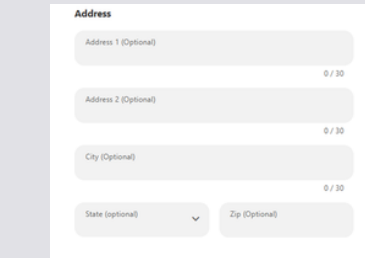 Address
Address 1 (Optional)
0 / 30
Address 2 (Optional)
0 / 30
City (Optional)
0 / 30
State (optional)
Zip (Optional)